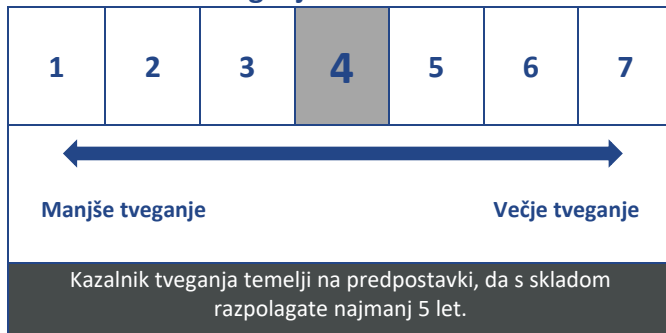 1 2 3 4 5 6 7
Manjše tveganje Večje tveganje
Kazalnik tveganja temelji na predpostavki, da s skladom
razpolagate najmanj 5 let.